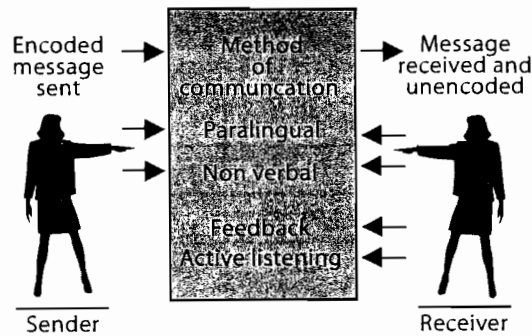 Encoded
message
sent
Method
of
communcation
Paralingual
Non verbal
Feedback
Active listening
Message
received and
unencoded
Sender
Receiver